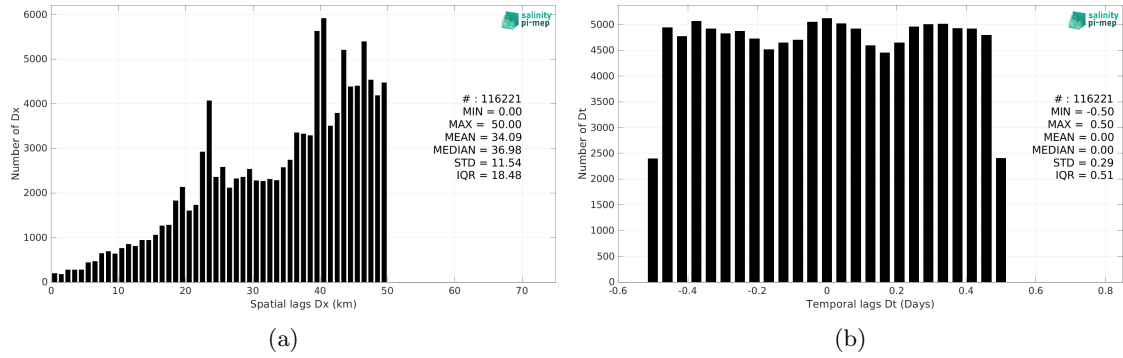 salinity
pi-mep
6000
5000
4000
3000
2000
1000
0
Number of Dx
# : 116221
MIN = 0.00
MAX = 50.00
MEAN = 34.09
MEDIAN = 36.98
STD = 11.54
IQR = 18.48
0 10 20 30 40 50 60 70
Spatial lags Dx (km)
(a)
salinity
pi-mep
5000
4500
4000
3500
3000
2500
2000
1500
1000
500
0
Number of Dt
# : 116221
MIN = -0.50
MAX = 0.50
MEAN = 0.00
MEDIAN = 0.00
STD = 0.29
IQR = 0.51
-0.6 -0.4 -0.2 0 0.2 0.4 0.6 0.8
Temporal lags Dt (Days)
(b)